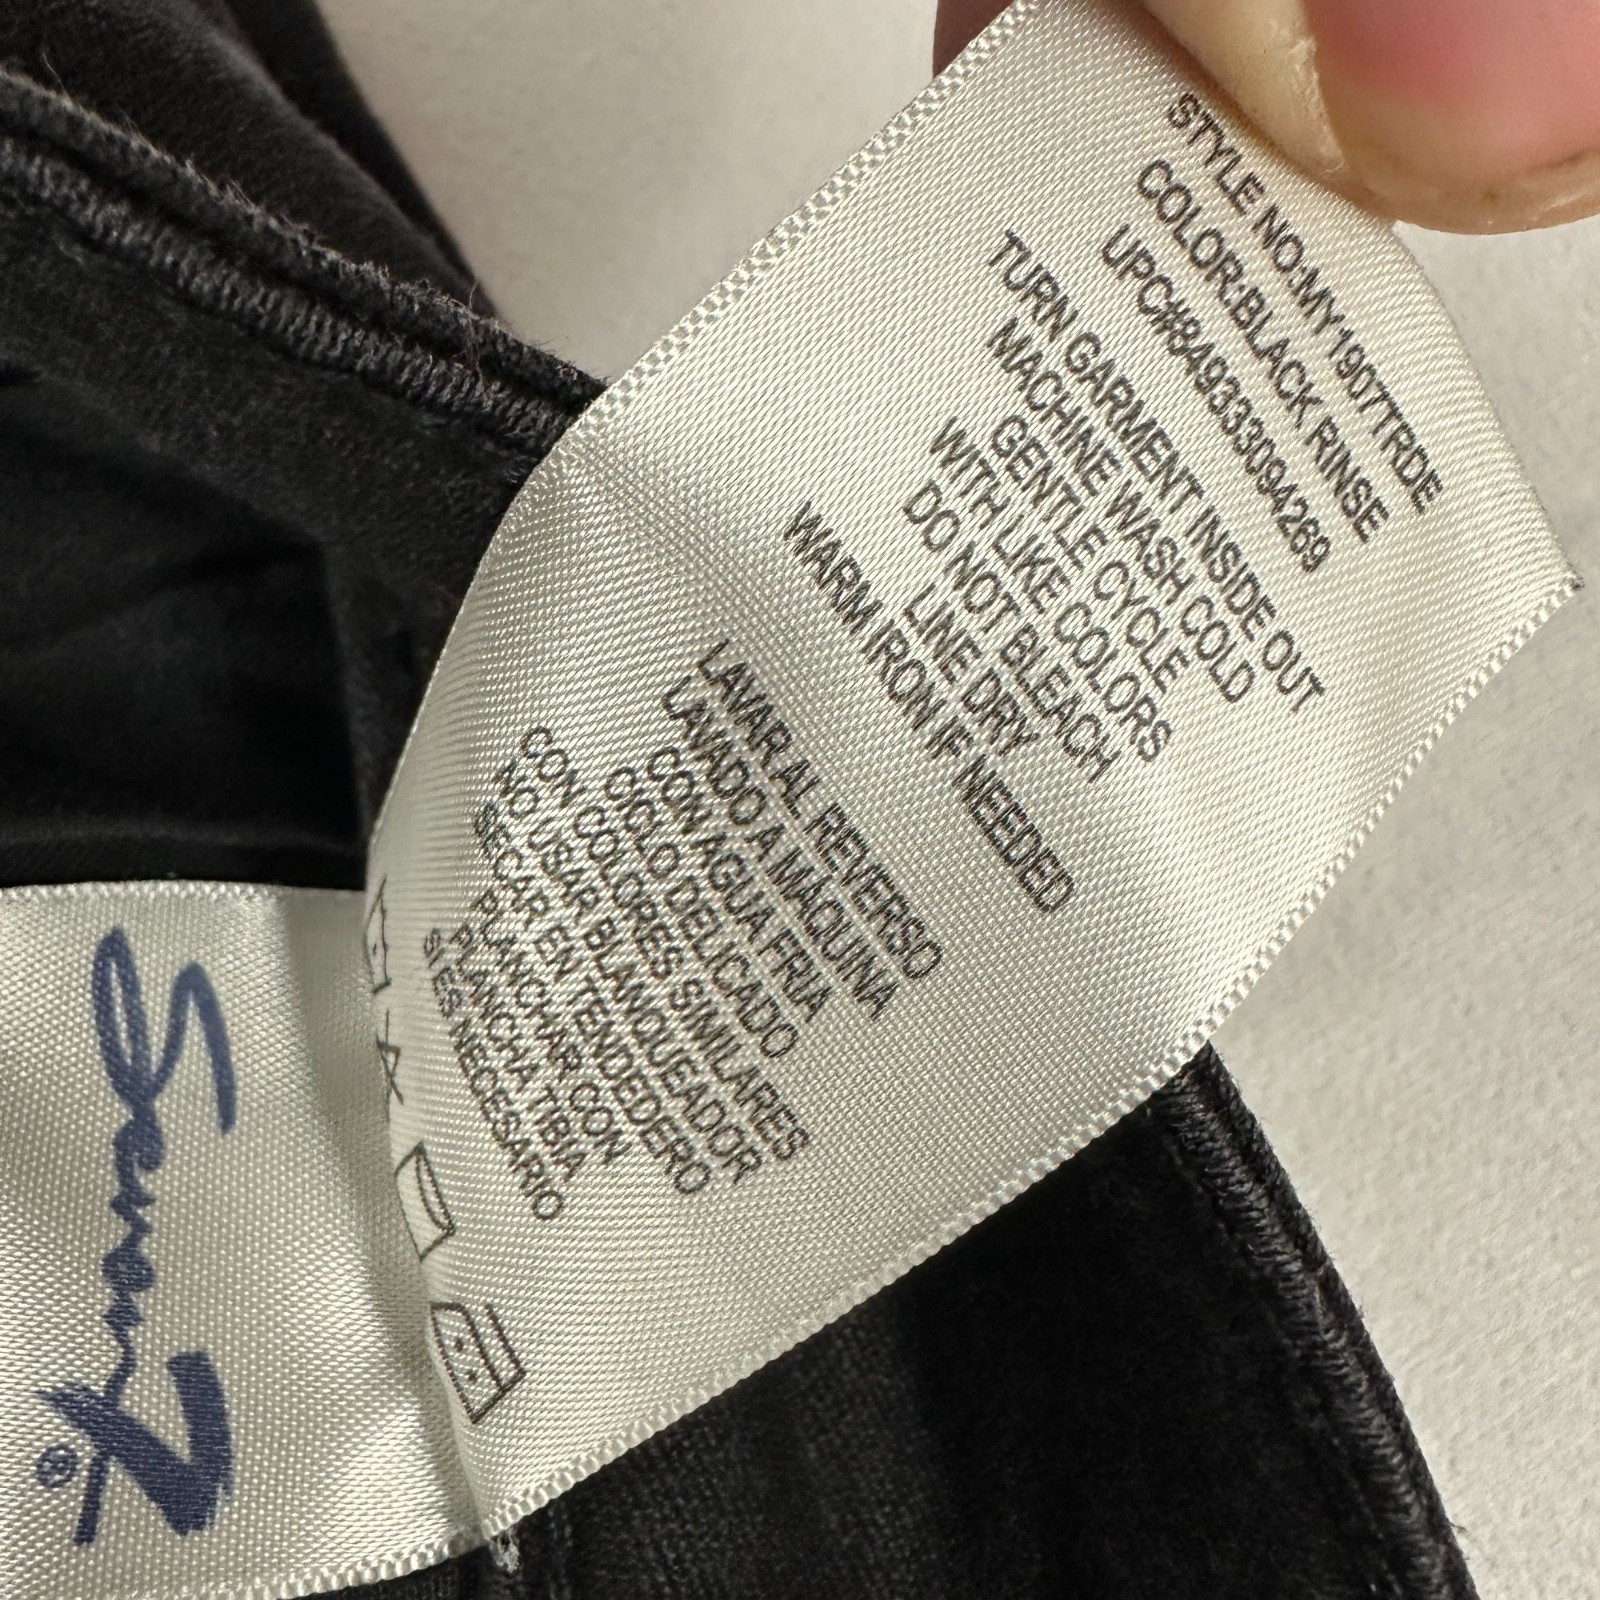 STYLE NO:MY1907TRDE
COLOR:BLACK RINSE
UPC#849333094269
TURN GARMENT INSIDE OUT
MACHINE WASH COLD
GENTLE CYCLE
WITH LIKE COLORS
DO NOT BLEACH
LINE DRY
WARM IRON IF NEEDED
LAVAR AL REVERSO
LAVADO A MAQUINA
CON AGUA FRIA
CICLO DELICADO
CON COLORES SIMILARES
NO USAR BLANQUEADOR
SECAR EN TENDEDERO
PLANCHAR CON
PLANCHA TIBIA
SI ES NECESARIO
Seven7®